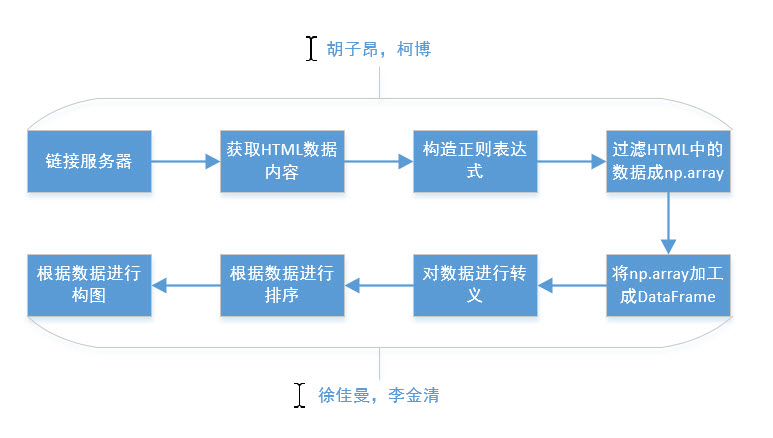 胡子昂，柯博
链接服务器
获取HTML数据
内容
构造正则表达
式
过滤HTML中的
数据成np.array
根据数据进行
构图
根据数据进行
排序
对数据进行转
义
将np.array加工
成DataFrame
徐佳曼，李金清